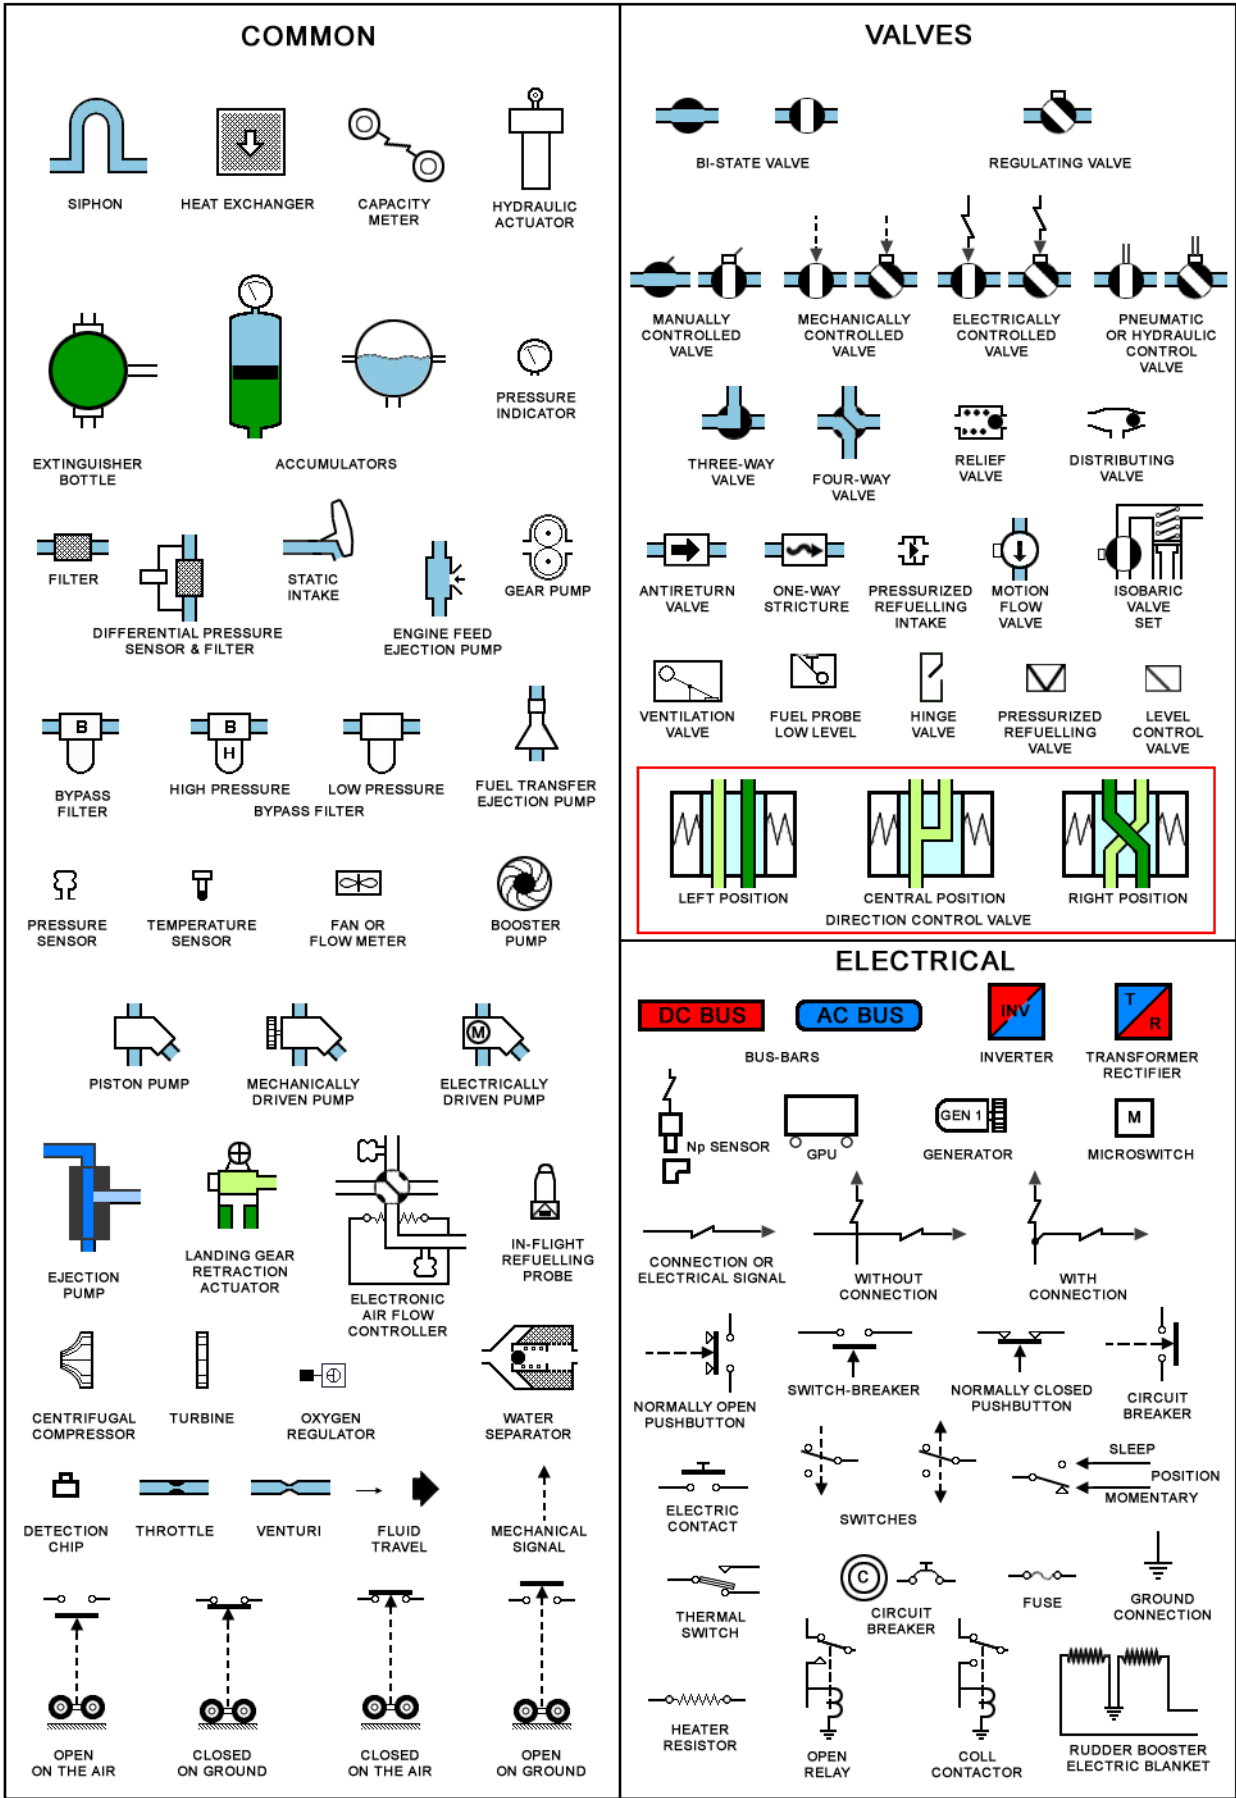 COMMON
SIPHON
HEAT EXCHANGER
CAPACITY
METER
HYDRAULIC
ACTUATOR
EXTINGUISHER
BOTTLE
ACCUMULATORS
PRESSURE
INDICATOR
FILTER
DIFFERENTIAL PRESSURE
SENSOR & FILTER
STATIC
INTAKE
ENGINE FEED
EJECTION PUMP
GEAR PUMP
B
BYPASS
FILTER
B
H
HIGH PRESSURE
LOW PRESSURE
BYPASS FILTER
FUEL TRANSFER
EJECTION PUMP
PRESSURE
SENSOR
TEMPERATURE
SENSOR
FAN OR
FLOW METER
BOOSTER
PUMP
PISTON PUMP
MECHANICALLY
DRIVEN PUMP
M
ELECTRICALLY
DRIVEN PUMP
EJECTION
PUMP
LANDING GEAR
RETRACTION
ACTUATOR
ELECTRONIC
AIR FLOW
CONTROLLER
IN-FLIGHT
REFUELLING
PROBE
CENTRIFUGAL
COMPRESSOR
TURBINE
OXYGEN
REGULATOR
WATER
SEPARATOR
DETECTION
CHIP
THROTTLE
VENTURI
FLUID
TRAVEL
MECHANICAL
SIGNAL
OPEN
ON THE AIR
CLOSED
ON GROUND
CLOSED
ON THE AIR
OPEN
ON GROUND
VALVES
BI-STATE VALVE
REGULATING VALVE
MANUALLY
CONTROLLED
VALVE
MECHANICALLY
CONTROLLED
VALVE
ELECTRICALLY
CONTROLLED
VALVE
PNEUMATIC
OR HYDRAULIC
CONTROL
VALVE
THREE-WAY
VALVE
FOUR-WAY
VALVE
RELIEF
VALVE
DISTRIBUTING
VALVE
ANTIRETURN
VALVE
ONE-WAY
STRICTURE
PRESSURIZED
REFUELLING
INTAKE
MOTION
FLOW
VALVE
ISOBARIC
VALVE
SET
VENTILATION
VALVE
FUEL PROBE
LOW LEVEL
HINGE
VALVE
PRESSURIZED
REFUELLING
VALVE
LEVEL
CONTROL
VALVE
LEFT POSITION
CENTRAL POSITION
RIGHT POSITION
DIRECTION CONTROL VALVE
ELECTRICAL
DC BUS
AC BUS
BUS-BARS
INV
INVERTER
T
R
TRANSFORMER
RECTIFIER
Np SENSOR
GPU
GEN 1
GENERATOR
M
MICROSWITCH
CONNECTION OR
ELECTRICAL SIGNAL
WITHOUT
CONNECTION
WITH
CONNECTION
NORMALLY OPEN
PUSHBUTTON
SWITCH-BREAKER
NORMALLY CLOSED
PUSHBUTTON
CIRCUIT
BREAKER
ELECTRIC
CONTACT
SWITCHES
SLEEP
POSITION
MOMENTARY
THERMAL
SWITCH
C
CIRCUIT
BREAKER
FUSE
GROUND
CONNECTION
HEATER
RESISTOR
OPEN
RELAY
COLL
CONTACTOR
RUDDER BOOSTER
ELECTRIC BLANKET